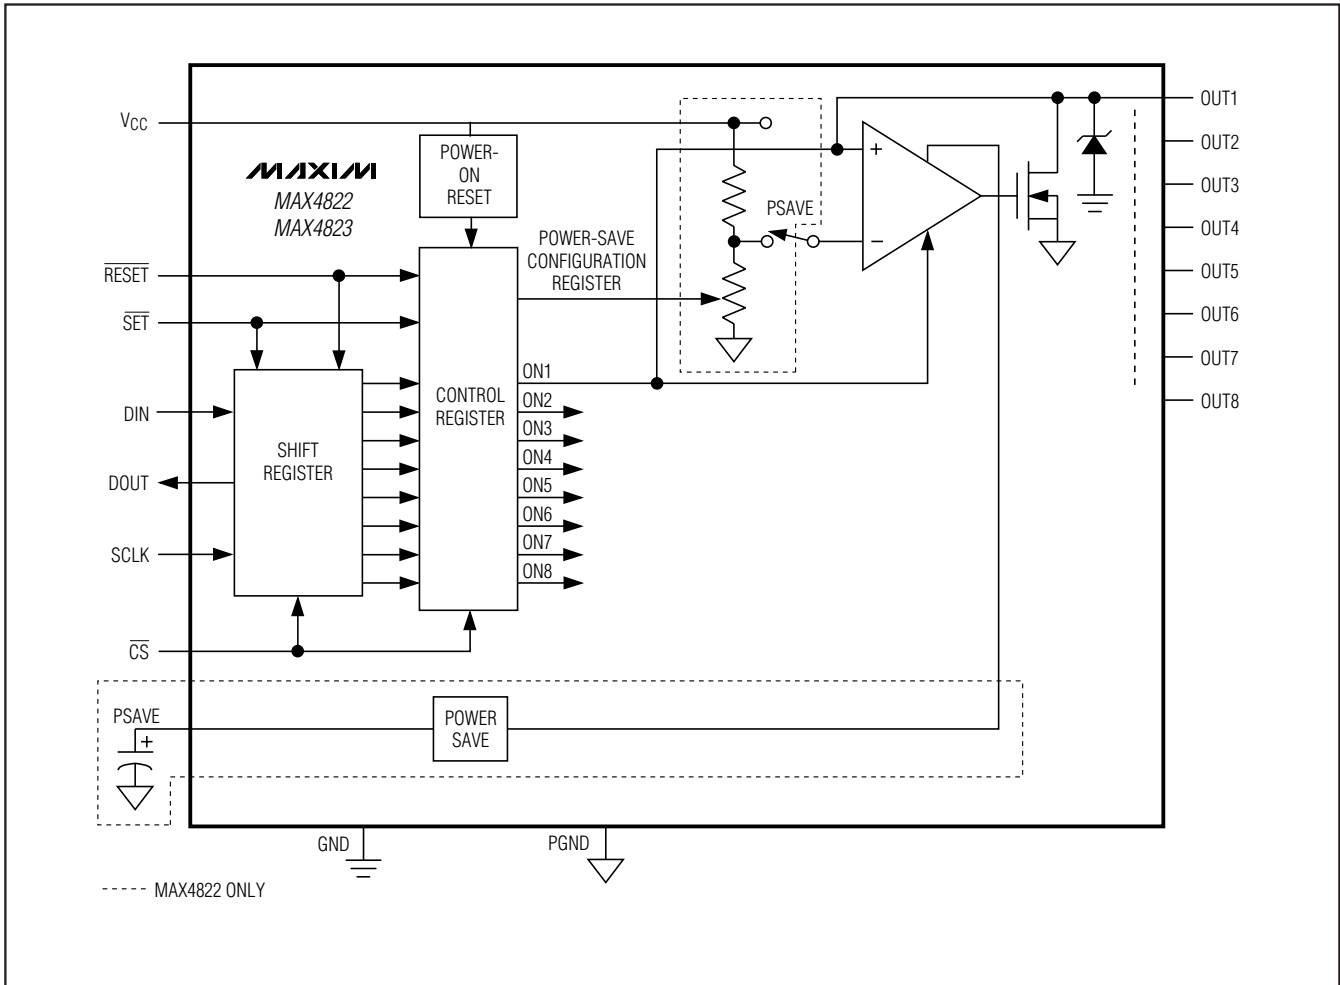 VCC
POWER-
ON
RESET
MAXIM
MAX4822
MAX4823
RESET
SET
DIN
DOUT
SCLK
CS
SHIFT
REGISTER
CONTROL
REGISTER
POWER-SAVE
CONFIGURATION
REGISTER
ON1
ON2
ON3
ON4
ON5
ON6
ON7
ON8
PSAVE
+
−
OUT1
OUT2
OUT3
OUT4
OUT5
OUT6
OUT7
OUT8
PSAVE
+
POWER
SAVE
GND
PGND
----- MAX4822 ONLY